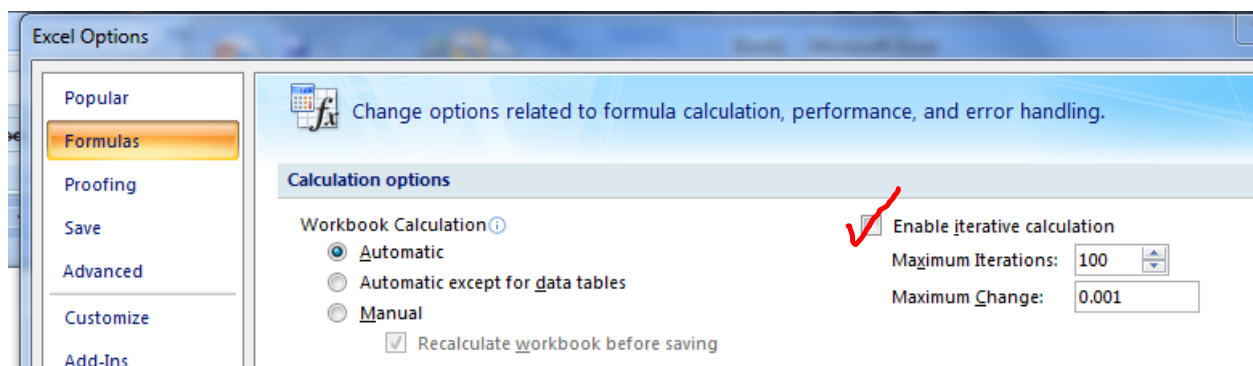 Excel Options
Popular
Formulas
Proofing
Save
Advanced
Customize
Add-Ins
Change options related to formula calculation, performance, and error handling.
Calculation options
Workbook Calculation
Automatic
Automatic except for data tables
Manual
Recalculate workbook before saving
Enable iterative calculation
Maximum Iterations: 100
Maximum Change: 0.001